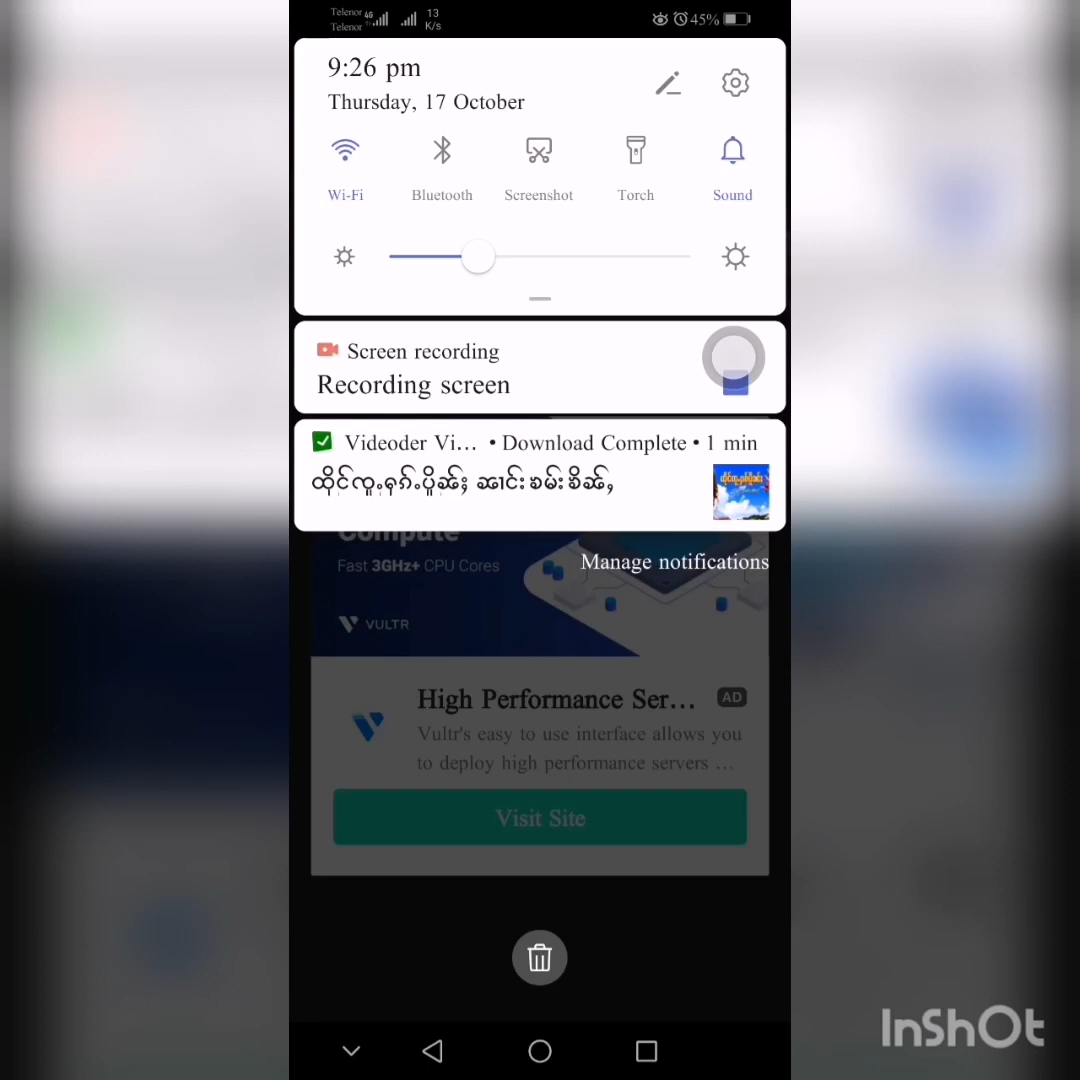 Telenor 4G 13
Telenor K/s
45%
9:26 pm
Thursday, 17 October
Wi-Fi Bluetooth Screenshot Torch Sound
Screen recording
Recording screen
Videoder Vi... • Download Complete • 1 min
Compute
Fast 3GHz+ CPU Cores
Manage notifications
VULTR
High Performance Ser... AD
Vultr's easy to use interface allows you
to deploy high performance servers ...
Visit Site
InShOt